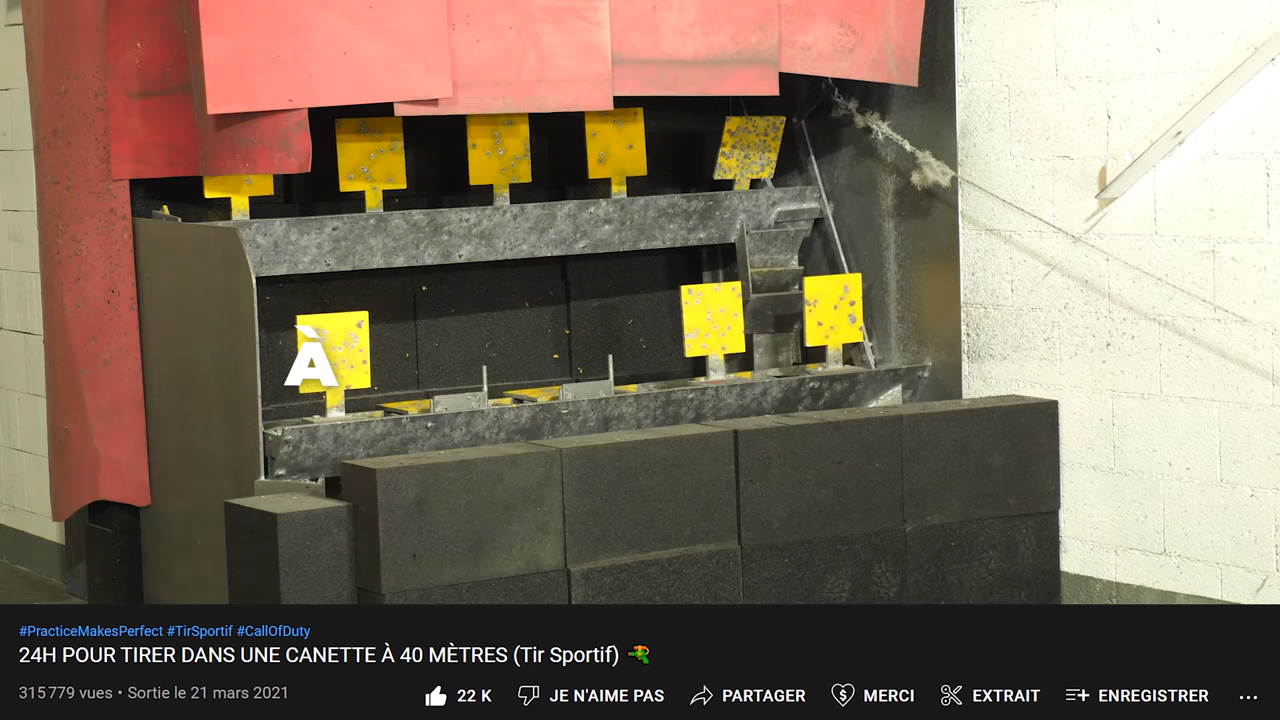 À
#PracticeMakesPerfect #TirSportif #CallOfDuty
24H POUR TIRER DANS UNE CANETTE À 40 MÈTRES (Tir Sportif)
315 779 vues • Sortie le 21 mars 2021
22 K
JE N'AIME PAS
PARTAGER
MERCI
EXTRAIT
ENREGISTRER